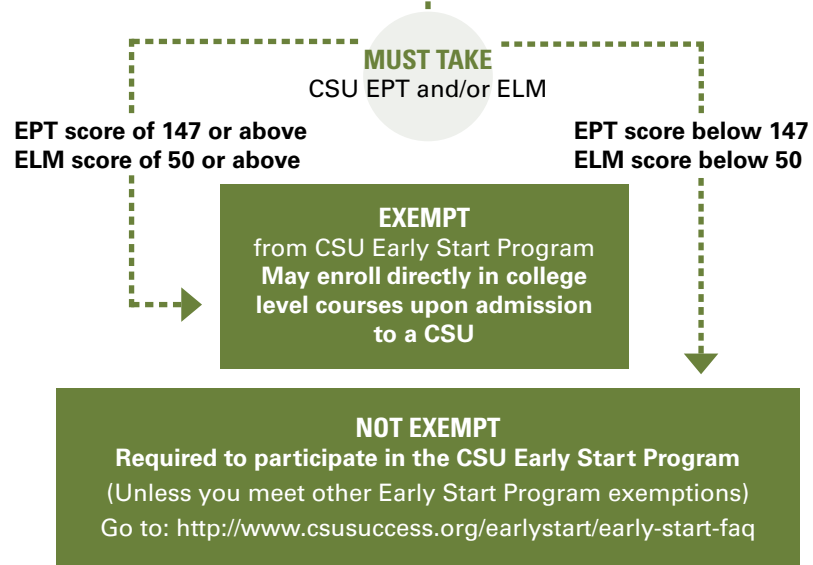 MUST TAKE
CSU EPT and/or ELM
EPT score of 147 or above
ELM score of 50 or above
EPT score below 147
ELM score below 50
EXEMPT
from CSU Early Start Program
May enroll directly in college
level courses upon admission
to a CSU
NOT EXEMPT
Required to participate in the CSU Early Start Program
(Unless you meet other Early Start Program exemptions)
Go to: http://www.csusuccess.org/earlystart/early-start-faq